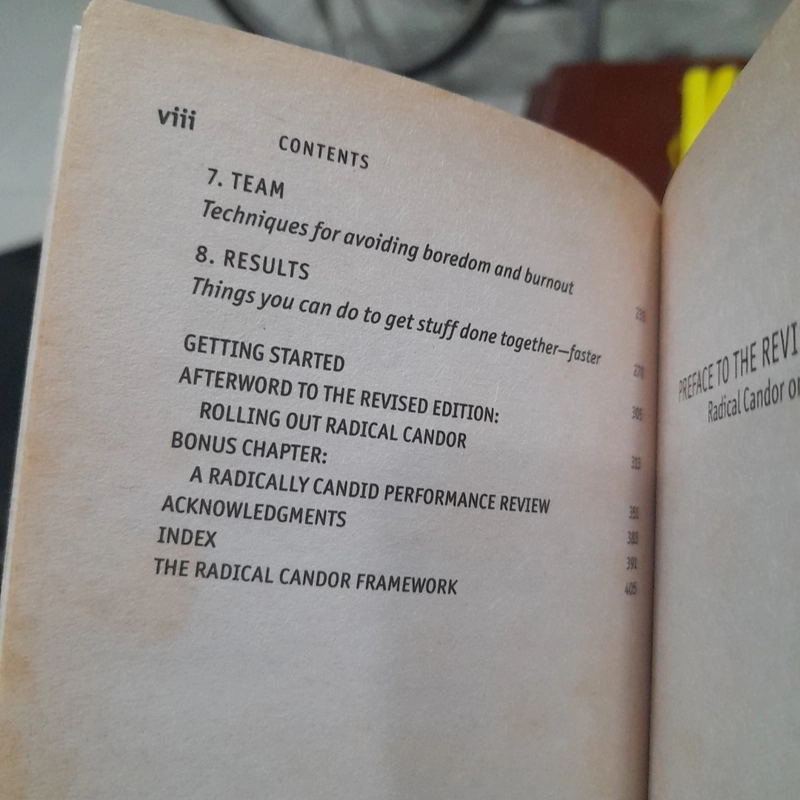 viii
CONTENTS
7. TEAM
Techniques for avoiding boredom and burnout
8. RESULTS
Things you can do to get stuff done together—faster
GETTING STARTED
AFTERWORD TO THE REVISED EDITION:
ROLLING OUT RADICAL CANDOR
BONUS CHAPTER:
A RADICALLY CANDID PERFORMANCE REVIEW
ACKNOWLEDGMENTS
INDEX
THE RADICAL CANDOR FRAMEWORK
405
PREFACE TO THE REVI
Radical Candor ou